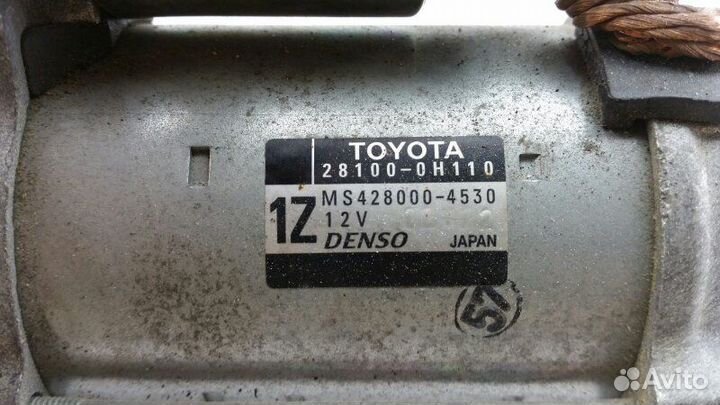 TOYOTA
28100-0H110
1Z
MS428000-4530
12V
DENSO
JAPAN
57
Avito